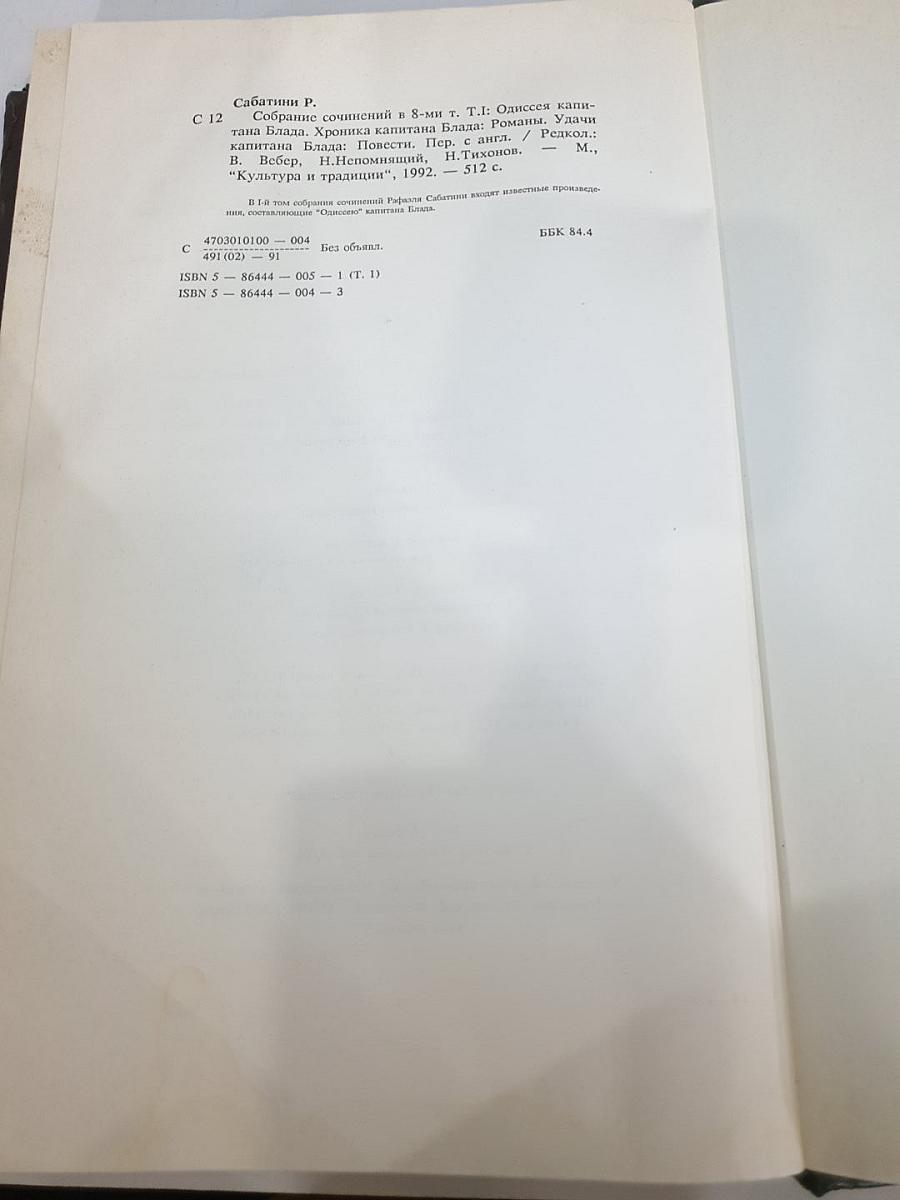 Сабатини Р.
С 12 Собрание сочинений в 8-ми т. Т.I: Одиссея капи-
тана Блада. Хроника капитана Блада: Романы. Удачи
капитана Блада: Повести. Пер. с англ. / Редкол.:
В. Вебер, Н.Непомнящий, Н.Тихонов. — М.,
"Культура и традиции", 1992. — 512 с.
В I-й том собрания сочинений Рафаэля Сабатини входят известные произведе-
ния, составляющие "Одиссею" капитана Блада.
ББК 84.4
4703010100 — 004
С Без объявл.
491(02) — 91
ISBN 5 — 86444 — 005 — 1 (Т. 1)
ISBN 5 — 86444 — 004 — 3